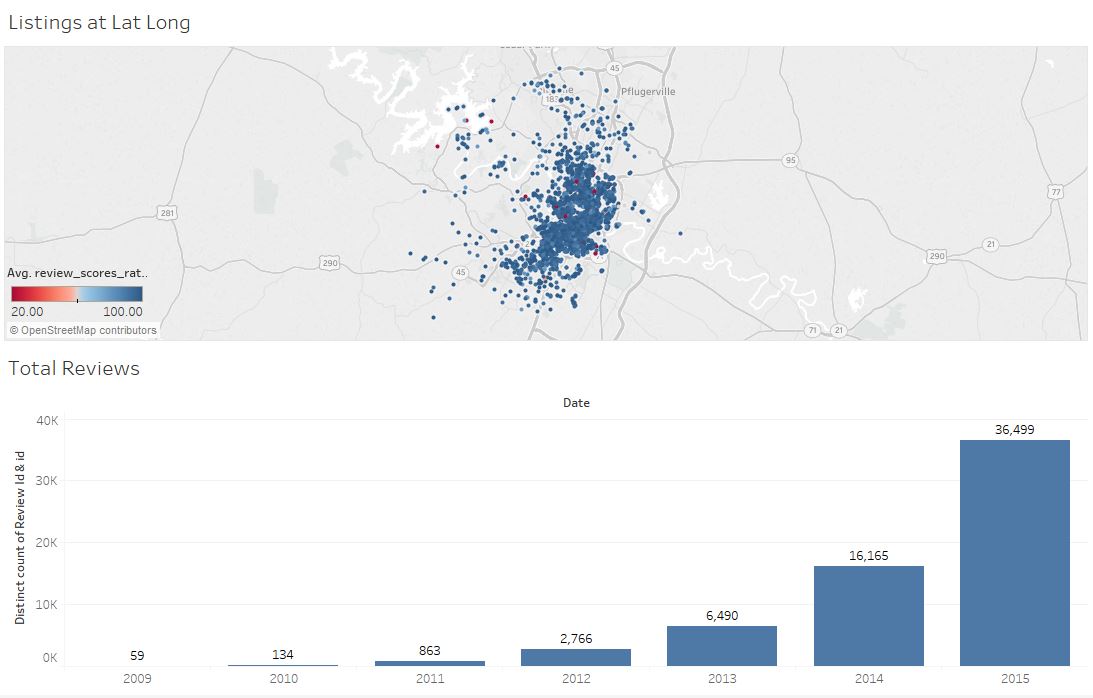 Listings at Lat Long
45
183
Pflugerville
95
77
281
21
290
290
45
Avg. review_scores_rat..
20.00 100.00
© OpenStreetMap contributors
71 21
Total Reviews
Date
Distinct count of Review Id & id
40K
30K
20K
10K
0K
59
134
863
2,766
6,490
16,165
36,499
2009 2010 2011 2012 2013 2014 2015